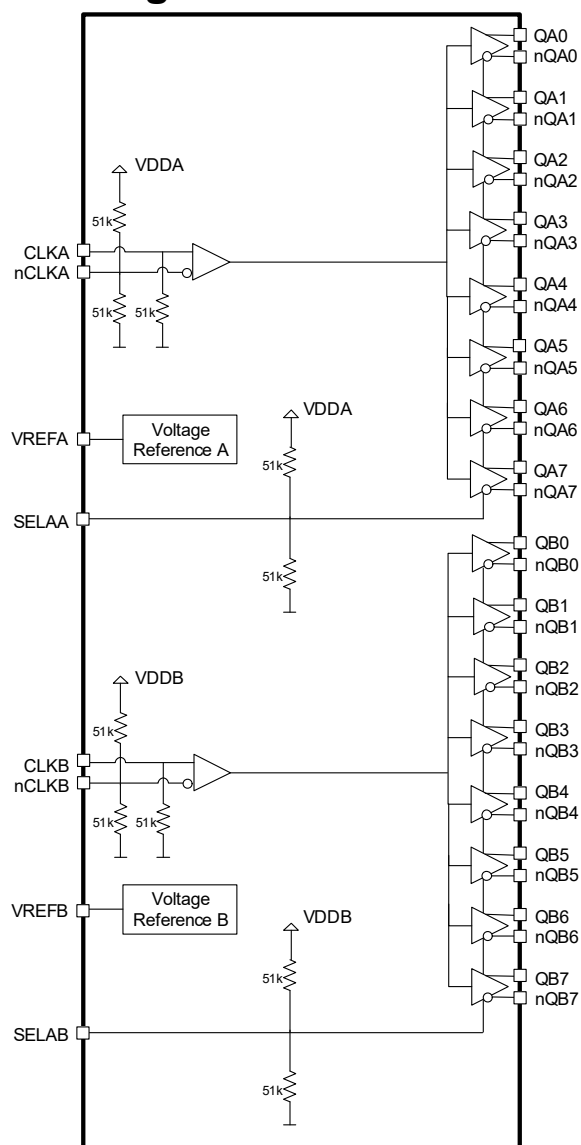 QA0
nQA0
QA1
nQA1
QA2
nQA2
VDDA
51k
QA3
nQA3
CLKA
nCLKA
51k
51k
QA4
nQA4
QA5
nQA5
VDDA
QA6
nQA6
VREFA
Voltage
Reference A
51k
QA7
nQA7
SELAA
QB0
nQB0
51k
QB1
nQB1
QB2
nQB2
VDDB
51k
QB3
nQB3
CLKB
nCLKB
51k
51k
QB4
nQB4
QB5
nQB5
VREFB
Voltage
Reference B
VDDB
QB6
nQB6
51k
QB7
nQB7
SELAB
51k